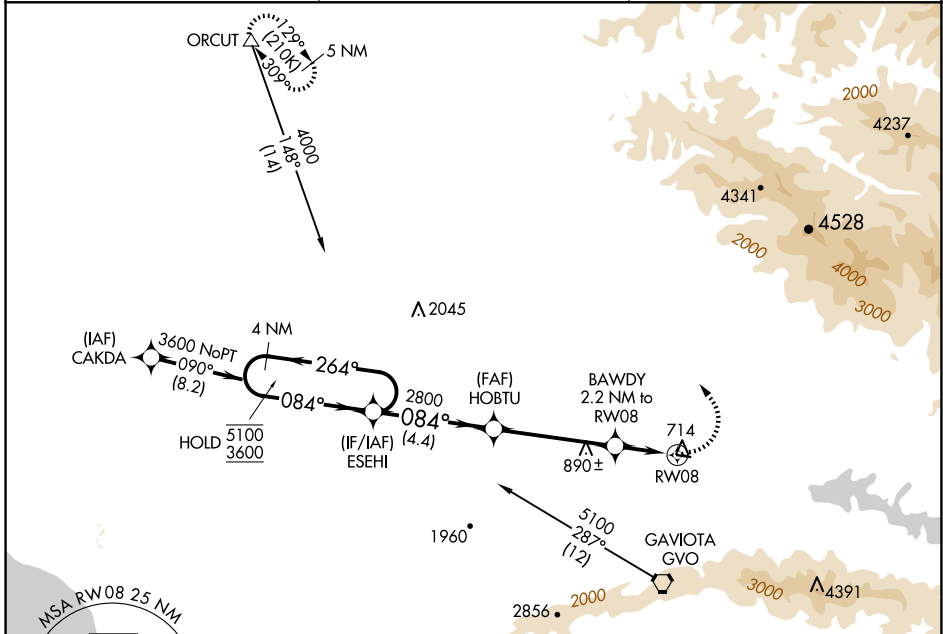 ORCUT
129°
(210K)
309°
5 NM
4000
148°
(14)
2000
4237
4341
4528
2000
4000
3000
2045
(IAF)
CAKDA
3600 NoPT
090°
(8.2)
4 NM
264°
084°
HOLD
5100
3600
(IF/IAF)
ESEHI
2800
084°
(4.4)
(FAF)
HOBTU
BAWDY
2.2 NM to
RW08
890±
714
RW08
1960
5100
287°
(12)
GAVIOTA
GVO
2856
2000
3000
4391
MSA RW08 25 NM